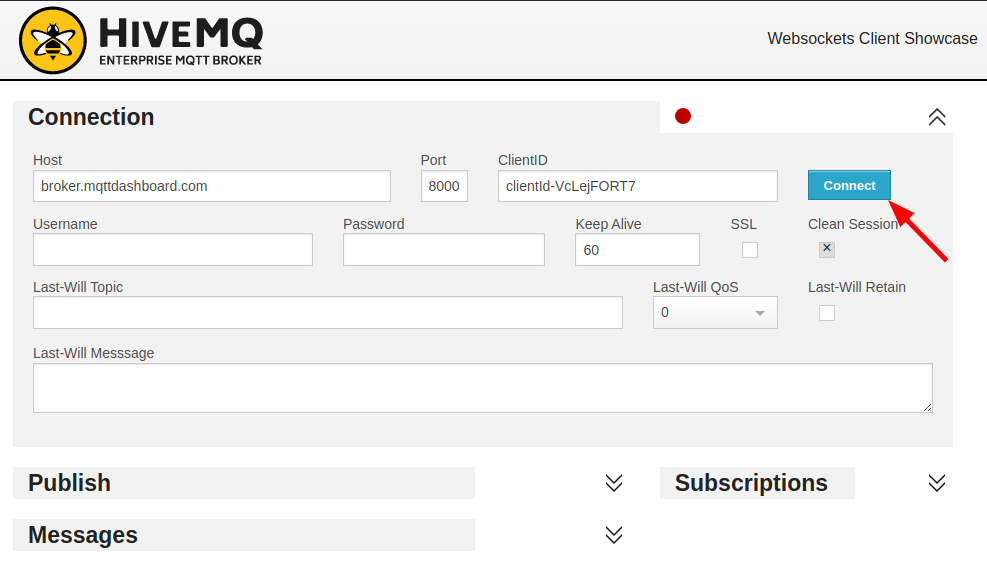 HIVEMQ
ENTERPRISE MQTT BROKER
Websockets Client Showcase
Connection
Host Port ClientID
broker.mqttdashboard.com 8000 clientId-VcLejFORT7 Connect
Username Password Keep Alive SSL Clean Session
60
Last-Will Topic Last-Will QoS Last-Will Retain
0
Last-Will Messsage
Publish Subscriptions
Messages